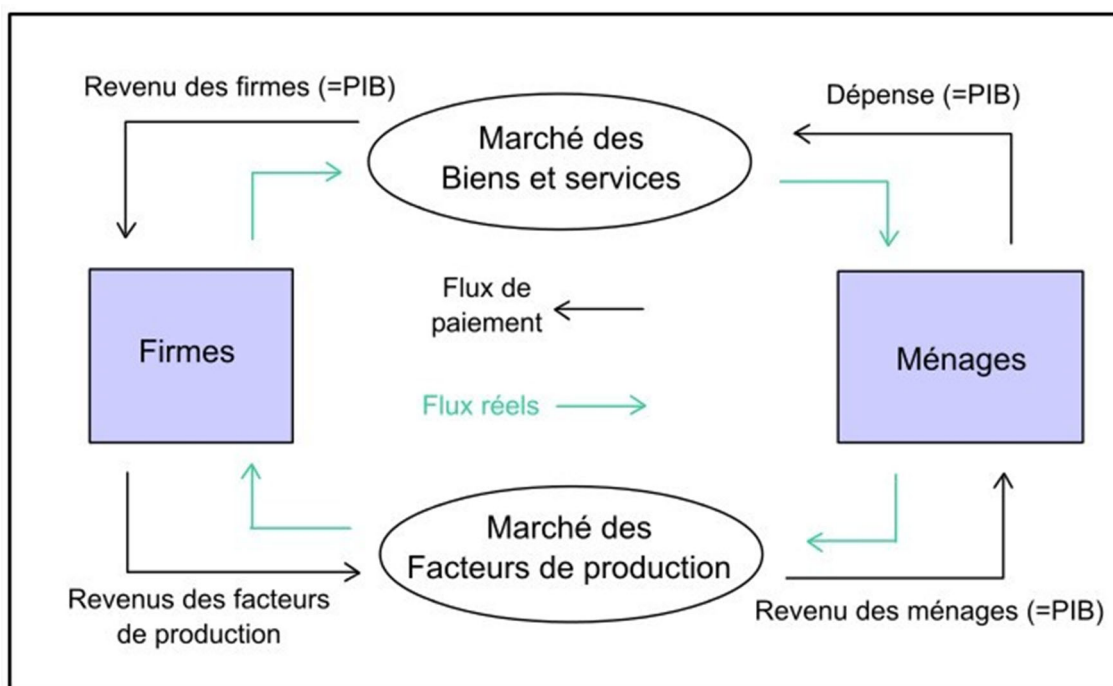 Revenu des firmes (=PIB)
Dépense (=PIB)
Marché des
Biens et services
Flux de
paiement
Firmes
Ménages
Flux réels
Marché des
Facteurs de production
Revenus des facteurs
de production
Revenu des ménages (=PIB)